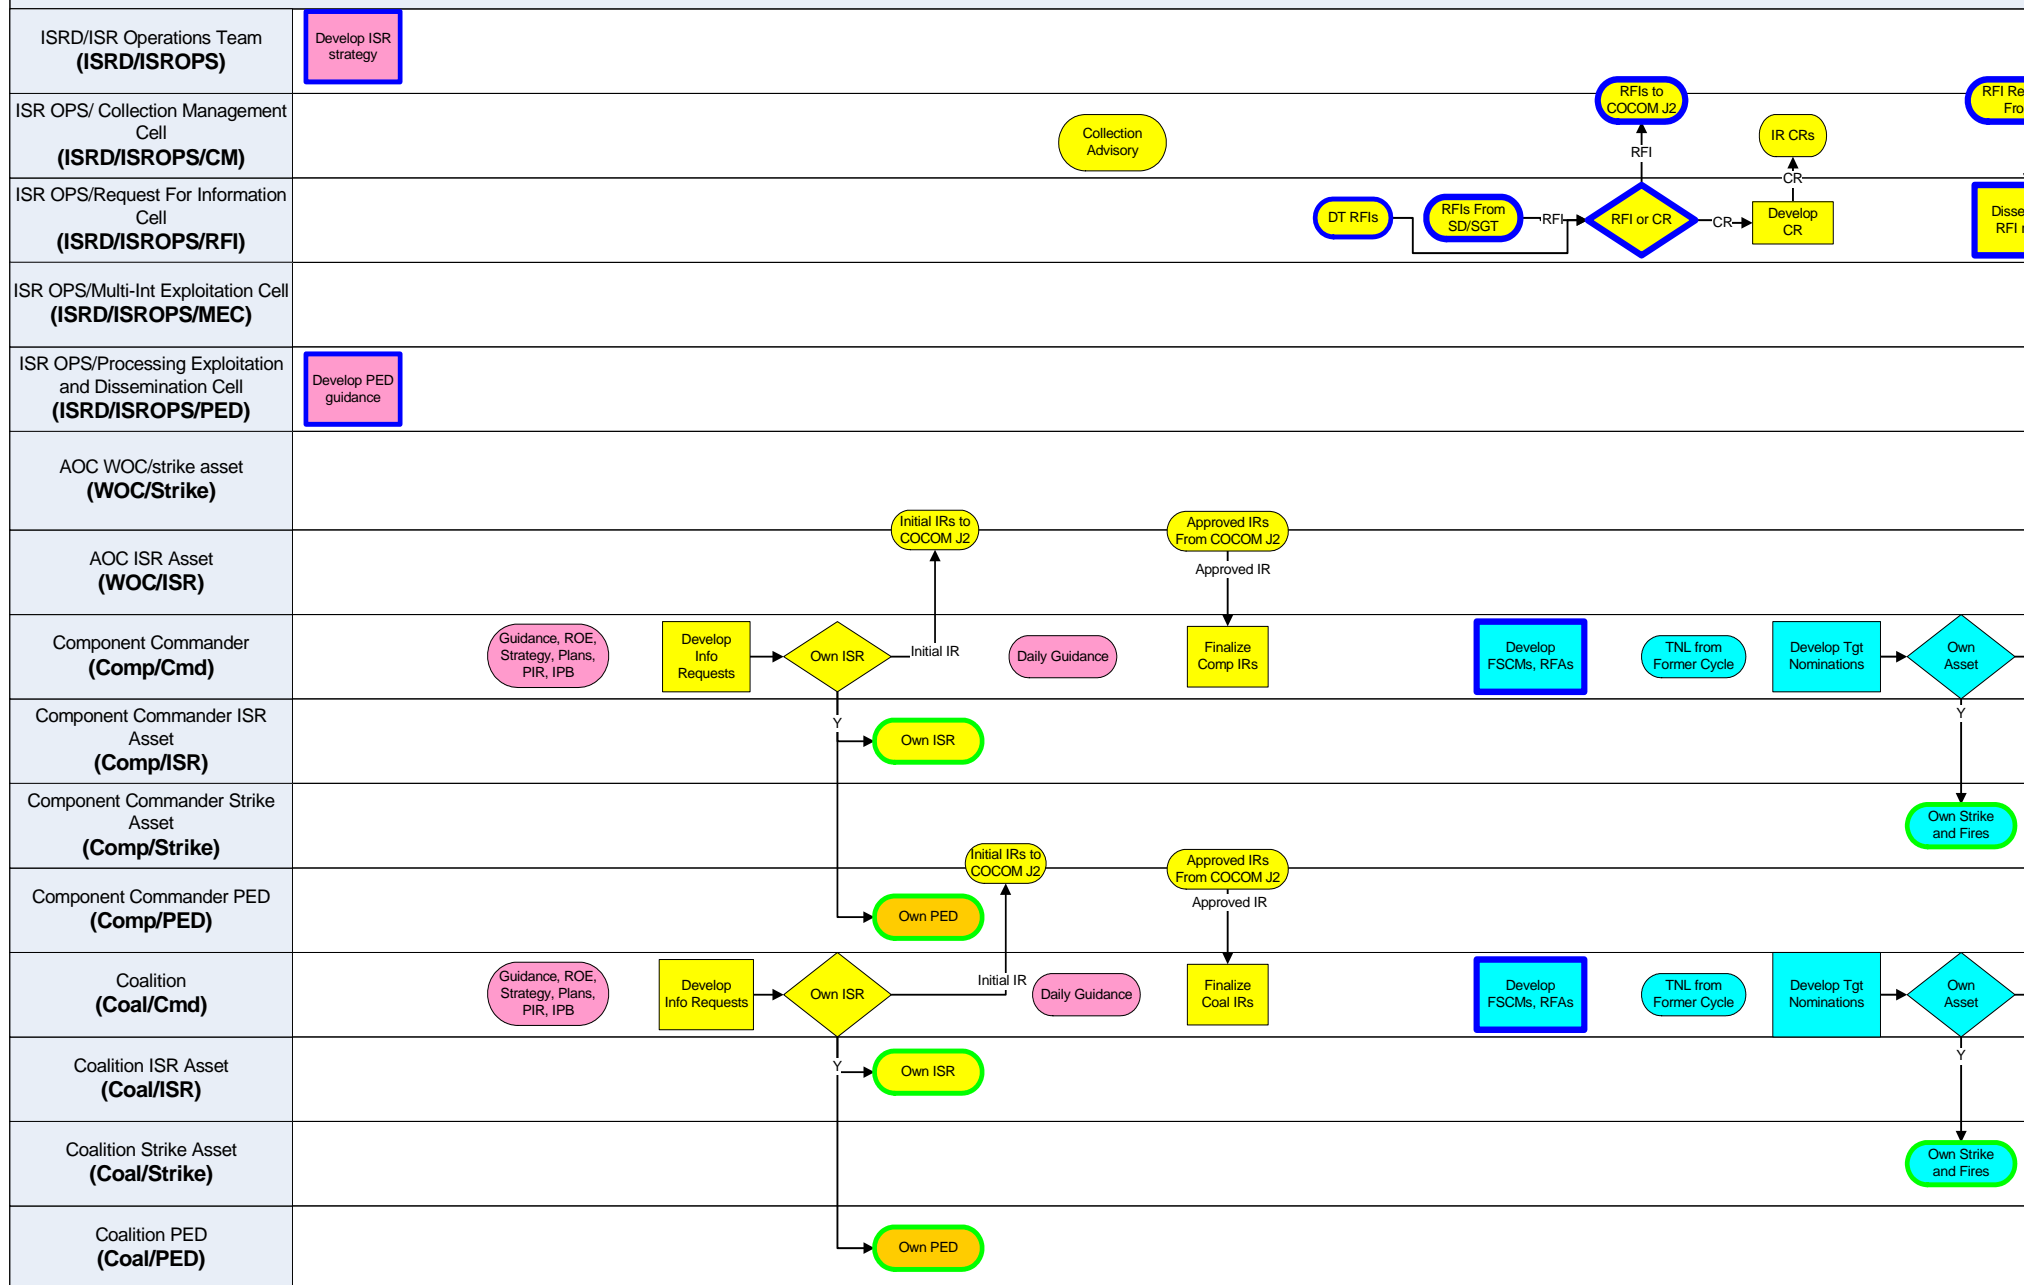 ISRD/ISR Operations Team
(ISRD/ISROPS)
Develop ISR
strategy
ISR OPS/ Collection Management
Cell
(ISRD/ISROPS/CM)
Collection
Advisory
RFIs to
COCOM J2
RFI
IR CRs
CR
RFI Re
Fro
ISR OPS/Request For Information
Cell
(ISRD/ISROPS/RFI)
DT RFIs
RFIs From
SD/SGT
RFI
RFI or CR
CR
Develop
CR
Disse
RFI
ISR OPS/Multi-Int Exploitation Cell
(ISRD/ISROPS/MEC)
ISR OPS/Processing Exploitation
and Dissemination Cell
(ISRD/ISROPS/PED)
Develop PED
guidance
AOC WOC/strike asset
(WOC/Strike)
Initial IRs to
COCOM J2
Approved IRs
From COCOM J2
AOC ISR Asset
(WOC/ISR)
Approved IR
Component Commander
(Comp/Cmd)
Guidance, ROE,
Strategy, Plans,
PIR, IPB
Develop
Info
Requests
Own ISR
Initial IR
Daily Guidance
Finalize
Comp IRs
Develop
FSCMs, RFAs
TNL from
Former Cycle
Develop Tgt
Nominations
Own
Asset
Component Commander ISR
Asset
(Comp/ISR)
Y
Own ISR
Y
Component Commander Strike
Asset
(Comp/Strike)
Own Strike
and Fires
Initial IRs to
COCOM J2
Approved IRs
From COCOM J2
Component Commander PED
(Comp/PED)
Own PED
Approved IR
Coalition
(Coal/Cmd)
Guidance, ROE,
Strategy, Plans,
PIR, IPB
Develop
Info Requests
Own ISR
Initial IR
Daily Guidance
Finalize
Coal IRs
Develop
FSCMs, RFAs
TNL from
Former Cycle
Develop Tgt
Nominations
Own
Asset
Coalition ISR Asset
(Coal/ISR)
Y
Own ISR
Y
Coalition Strike Asset
(Coal/Strike)
Own Strike
and Fires
Coalition PED
(Coal/PED)
Own PED